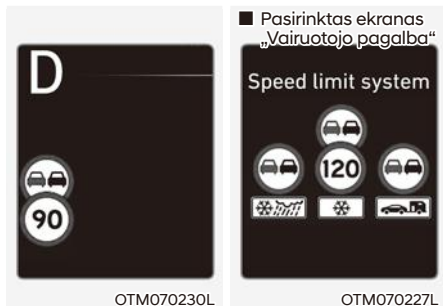 D
90
OTM070230L
■ Pasirinktas ekranas
„Vairuotojo pagalba“
Speed limit system
120
OTM070227L